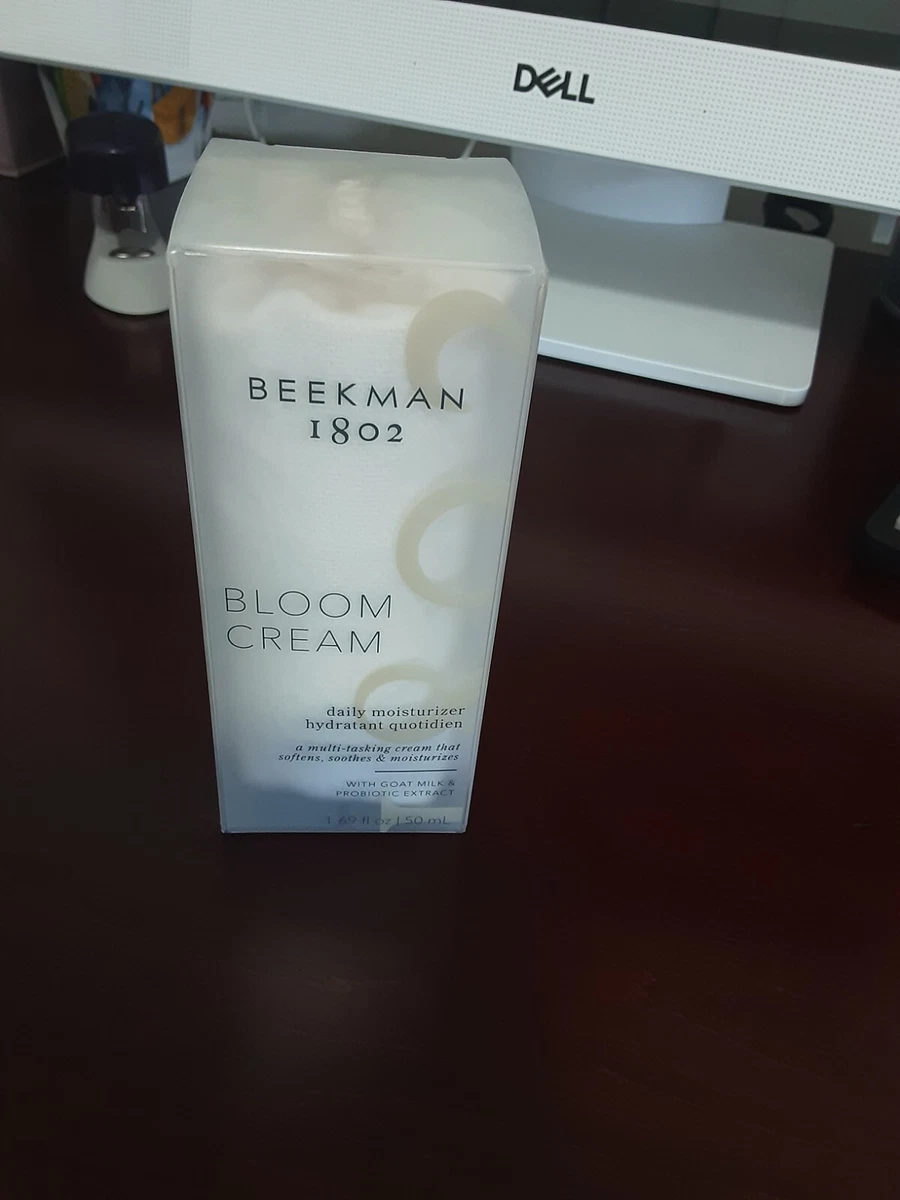 DELL
BEEKMAN
1802
BLOOM
CREAM
daily moisturizer
hydratant quotidien
a multi-tasking cream that
softens, soothes & moisturizes
WITH GOAT MILK &
PROBIOTIC EXTRACT
1.69 fl oz | 50 mL